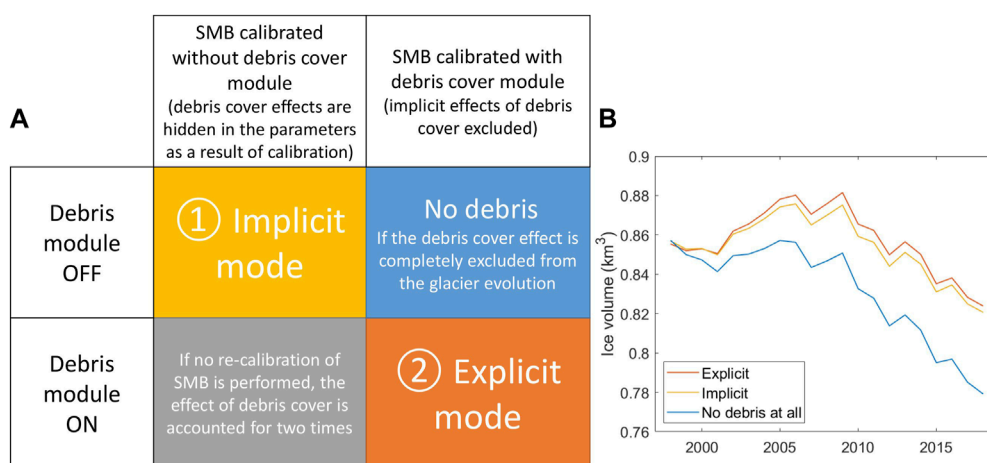 A
SMB calibrated
without debris cover
module
(debris cover effects are
hidden in the parameters
as a result of calibration)
SMB calibrated with
debris cover module
(implicit effects of debris
cover excluded)
Debris
module
OFF
① Implicit
mode
No debris
If the debris cover effect is
completely excluded from
the glacier evolution
Debris
module
ON
If no re-calibration of
SMB is performed, the
effect of debris cover is
accounted for two times
② Explicit
mode
B
Ice volume (km³)
0.9
0.88
0.86
0.84
0.82
0.8
0.78
0.76
Explicit
Implicit
No debris at all
2000 2005 2010 2015